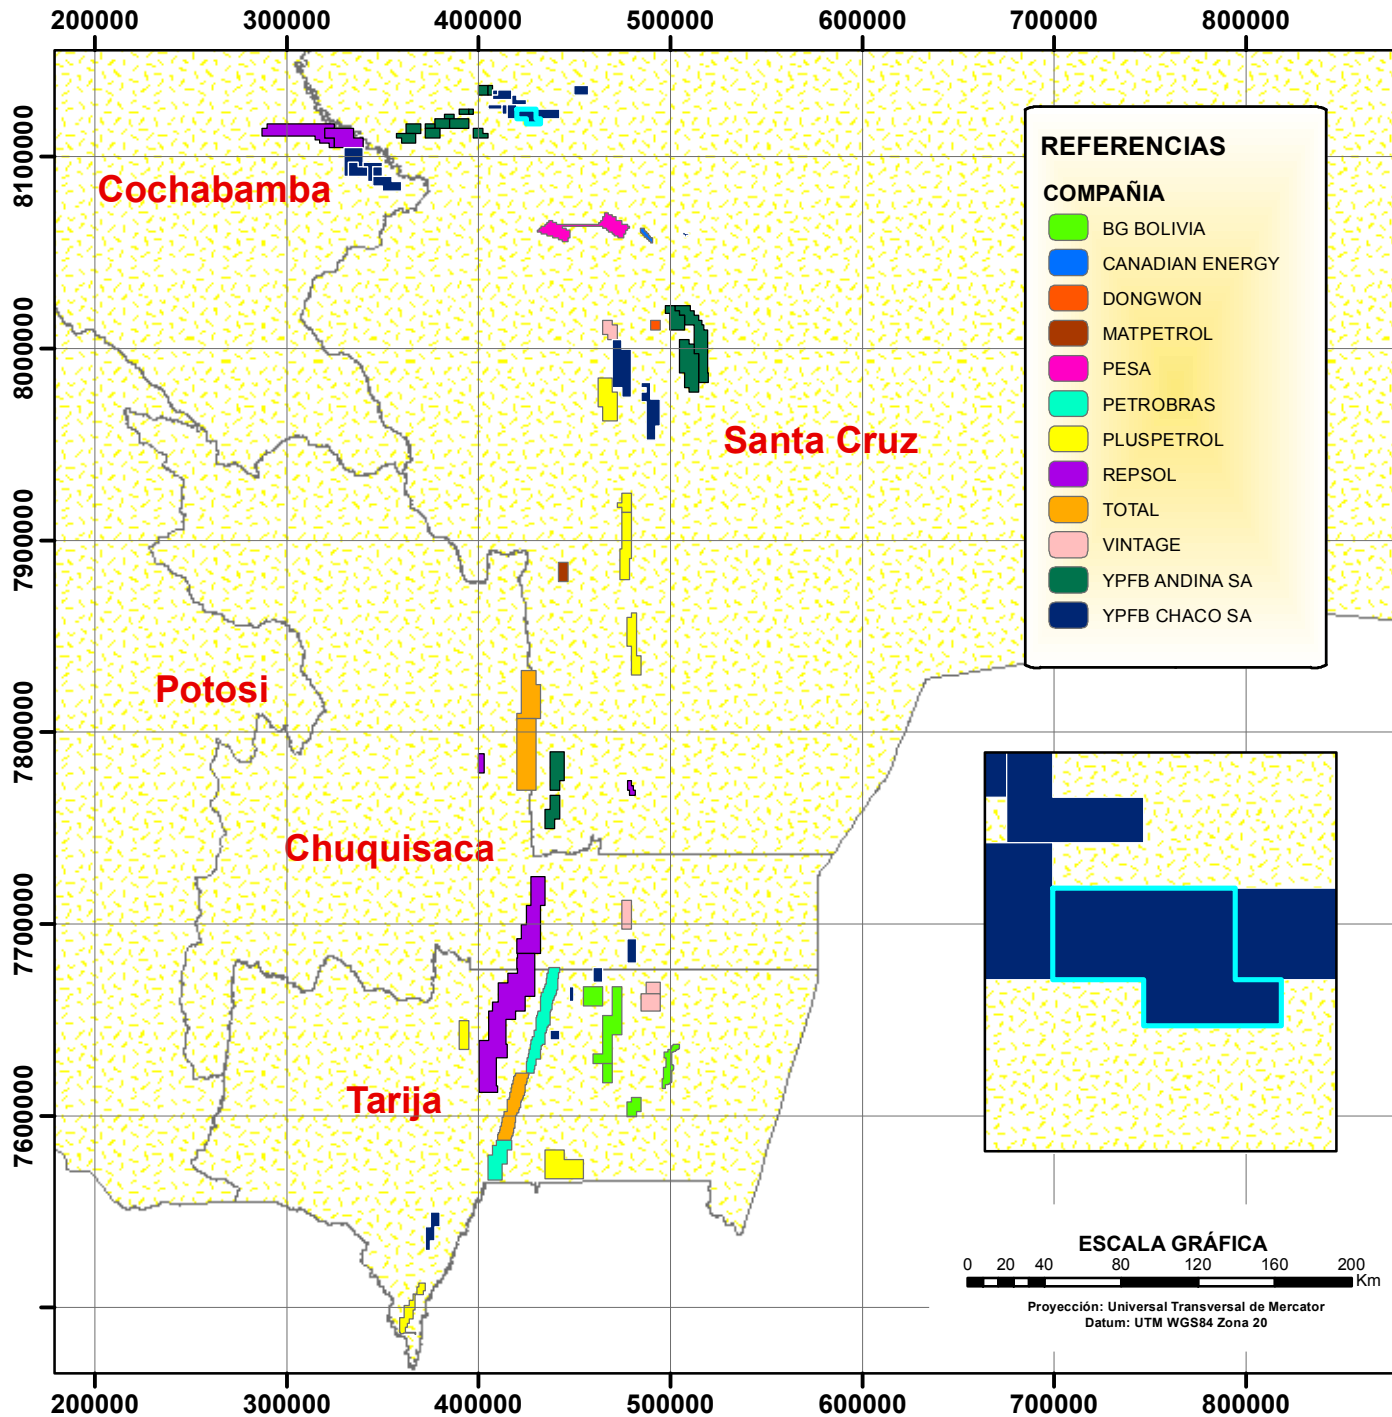 200000 300000 400000 500000 600000 700000 800000
8100000
8000000
7900000
7800000
7700000
7600000
Cochabamba
Santa Cruz
Potosi
Chuquisaca
Tarija
REFERENCIAS
COMPAÑIA
BG BOLIVIA
CANADIAN ENERGY
DONGWON
MATPETROL
PESA
PETROBRAS
PLUSPETROL
REPSOL
TOTAL
VINTAGE
YPFB ANDINA SA
YPFB CHACO SA
ESCALA GRÁFICA
0 20 40 80 120 160 200
Km
Proyección: Universal Transversal de Mercator
Datum: UTM WGS84 Zona 20
200000 300000 400000 500000 600000 700000 800000